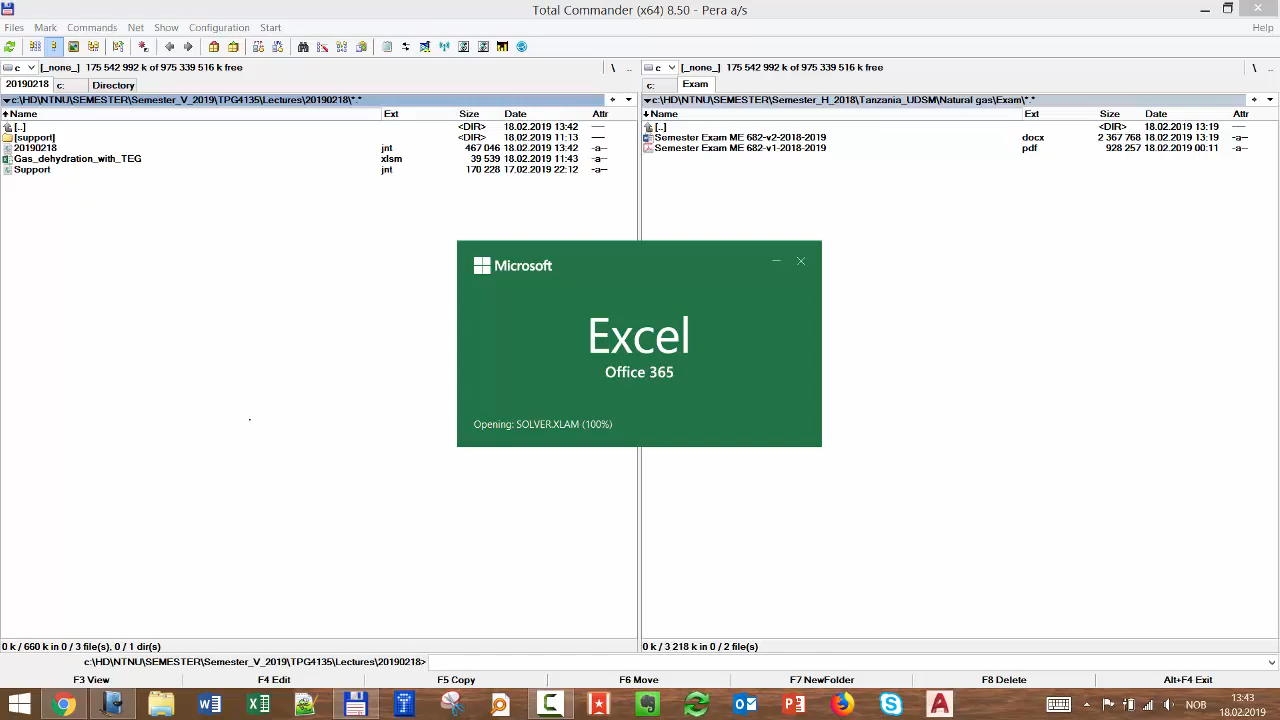 Total Commander (x64) 8.50 - Pera a/s
Files Mark Commands Net Show Configuration Start Help
c [_none_] 175 542 992 k of 975 339 516 k free \ .. c [_none_] 175 542 992 k of 975 339 516 k free \ ..
20190218 c: Directory c: Exam
c:\HD\NTNU\SEMESTER\Semester_V_2019\TPG4135\Lectures\20190218\*.* c:\HD\NTNU\SEMESTER\Semester_H_2018\Tanzania_UDSM\Natural gas\Exam\*.*
Name Ext Size Date Attr Name Ext Size Date Attr
[..] <DIR> 18.02.2019 13:42 ---- [..] <DIR> 18.02.2019 13:19 ----
[support] <DIR> 18.02.2019 11:13 ---- Semester Exam ME 682-v2-2018-2019 docx 2 367 768 18.02.2019 13:19 -a--
20190218 jnt 467 046 18.02.2019 13:42 -a-- Semester Exam ME 682-v1-2018-2019 pdf 928 257 18.02.2019 00:11 -a--
Gas_dehydration_with_TEG xlsm 39 539 18.02.2019 11:43 -a--
Support jnt 170 228 17.02.2019 22:12 -a--
Microsoft
Excel
Office 365
Opening: SOLVER.XLAM (100%)
0 k / 660 k in 0 / 3 file(s), 0 / 1 dir(s) 0 k / 3 218 k in 0 / 2 file(s)
c:\HD\NTNU\SEMESTER\Semester_V_2019\TPG4135\Lectures\20190218>
F3 View F4 Edit F5 Copy F6 Move F7 NewFolder F8 Delete Alt+F4 Exit
NOB 13:43
18.02.2019